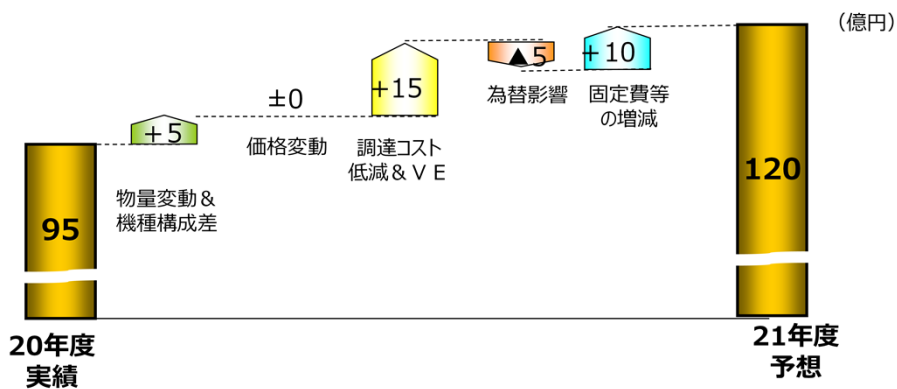 （億円）
+5
±0
+15
▲5
+10
95
120
物量変動＆
機種構成差
価格変動
調達コスト
低減＆ＶＥ
為替影響
固定費等
の増減
20年度
実績
21年度
予想